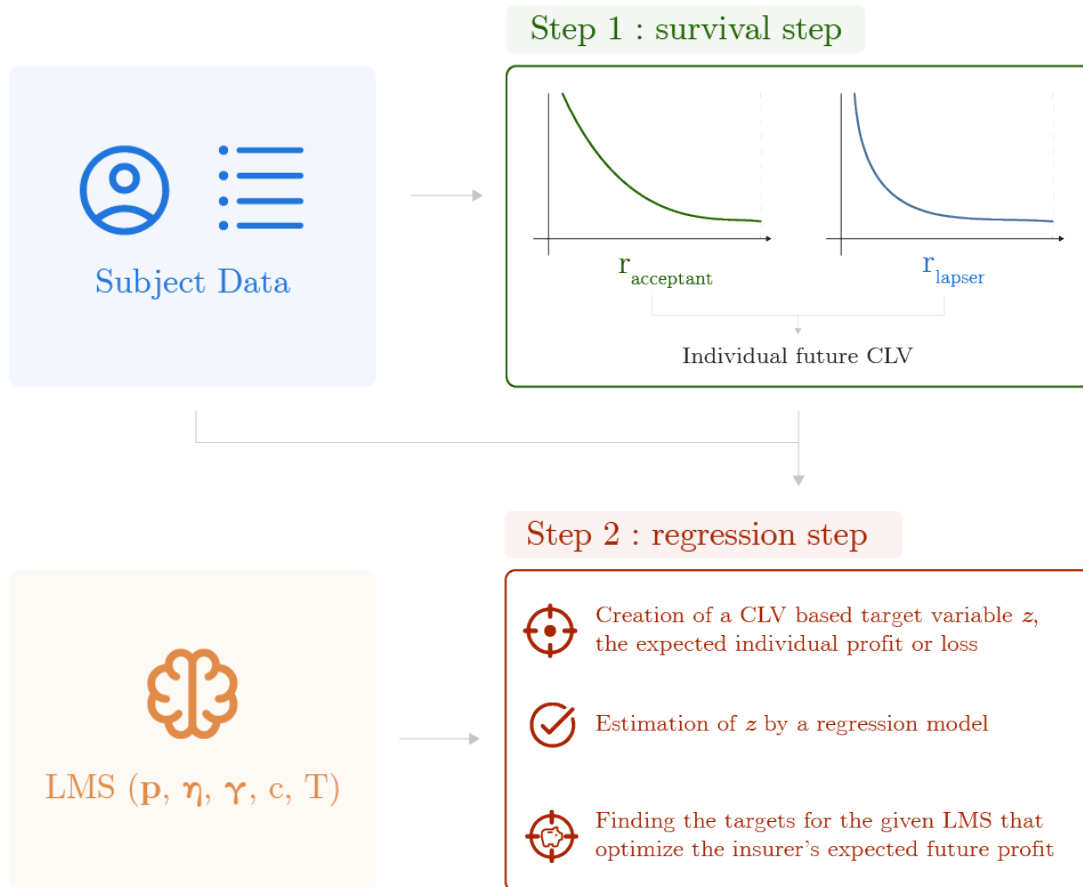 Step 1 : survival step
Subject Data
r_acceptant
r_lapser
Individual future CLV
Step 2 : regression step
LMS (p, η, γ, c, T)
Creation of a CLV based target variable z,
the expected individual profit or loss
Estimation of z by a regression model
Finding the targets for the given LMS that
optimize the insurer's expected future profit